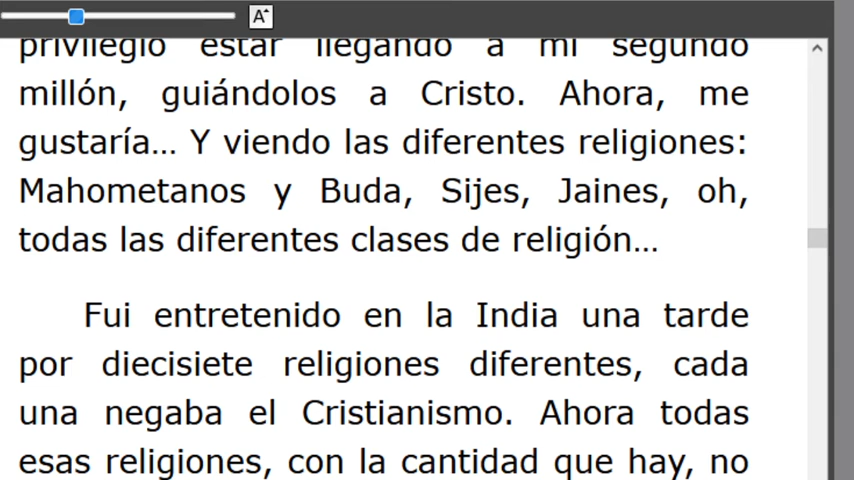 A
privilegio estar llegando a mi segundo
millón, guiándolos a Cristo. Ahora, me
gustaría... Y viendo las diferentes religiones:
Mahometanos y Buda, Sijes, Jaines, oh,
todas las diferentes clases de religión...
Fui entretenido en la India una tarde
por diecisiete religiones diferentes, cada
una negaba el Cristianismo. Ahora todas
esas religiones, con la cantidad que hay, no